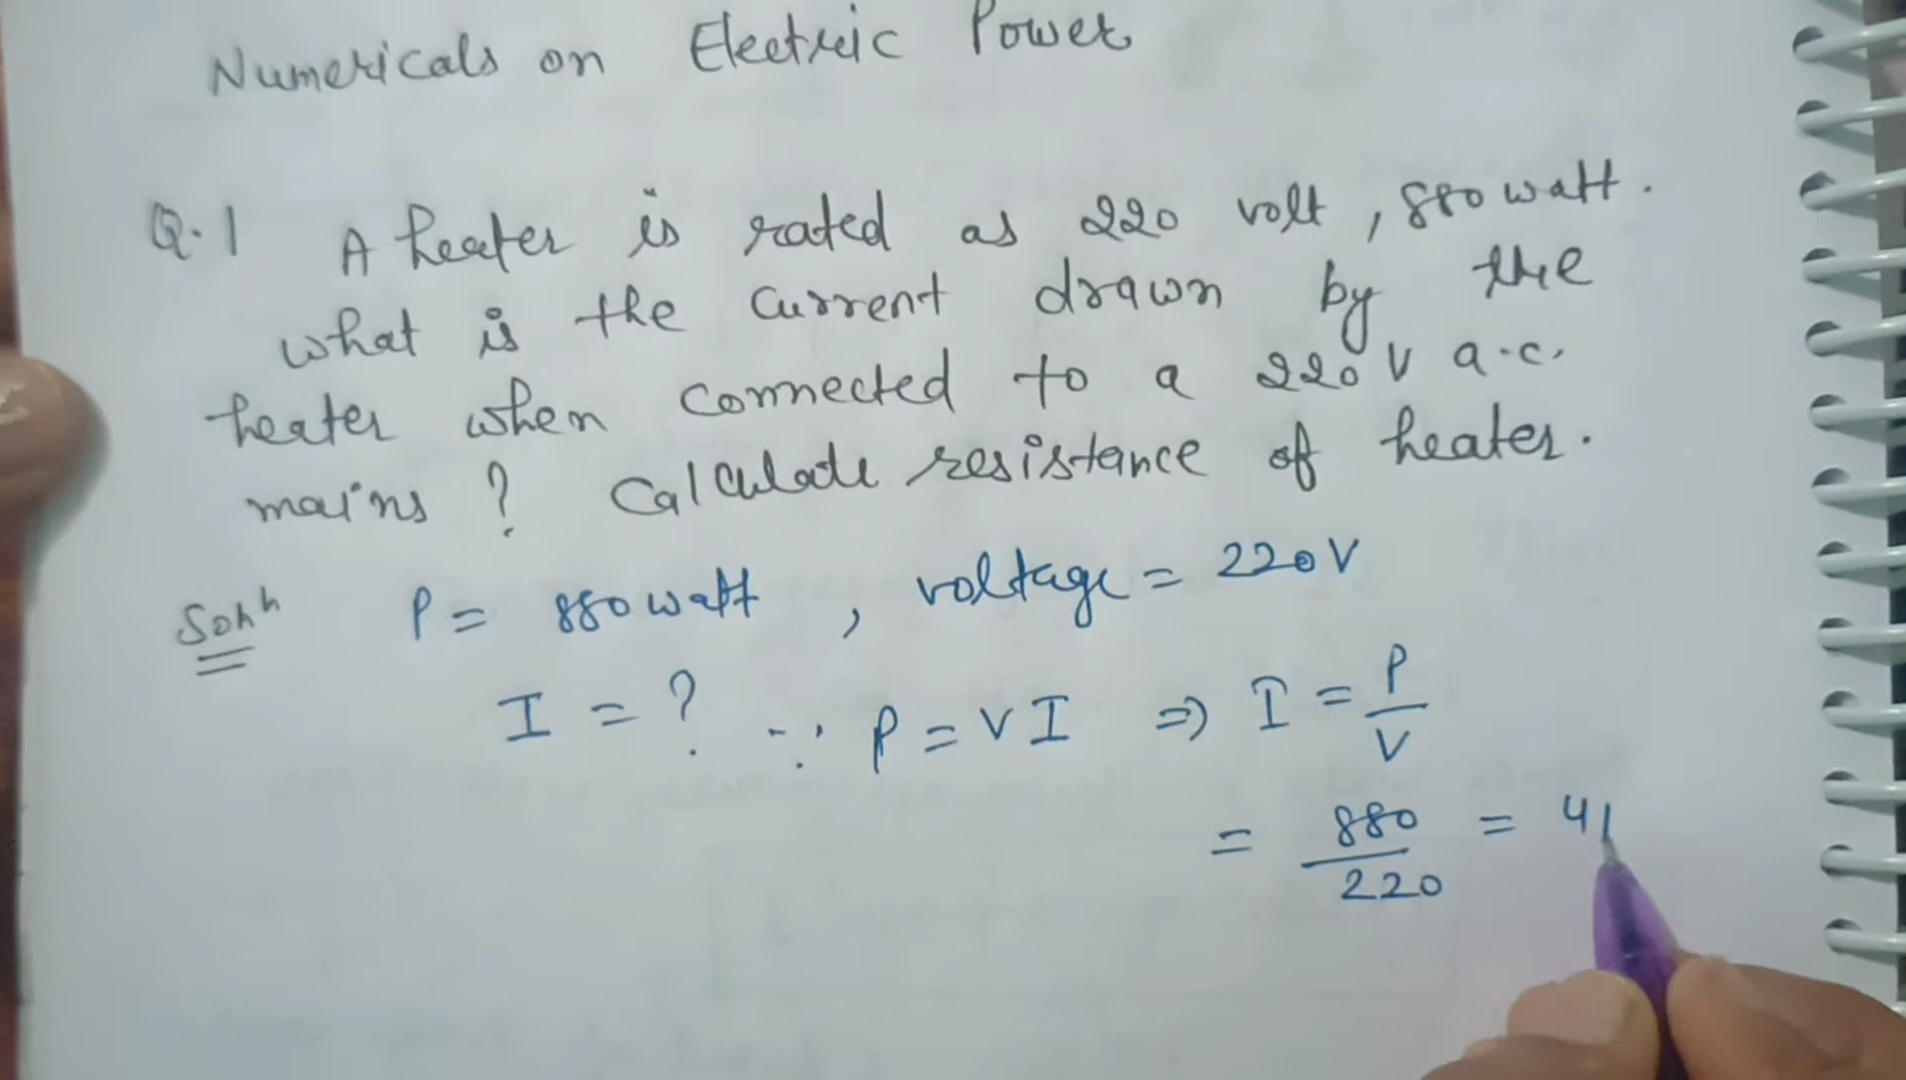 Numericals on Electric Power
Q.1 A heater is rated as 220 volt, 880 watt.
what is the current drawn by the
heater when connected to a 220 V a.c.
mains ? Calculate resistance of heater.
Soln P = 880 watt , voltage = 220V
I = ? ∵ P = VI ⇒ I = P/V
= 880/220 = 4